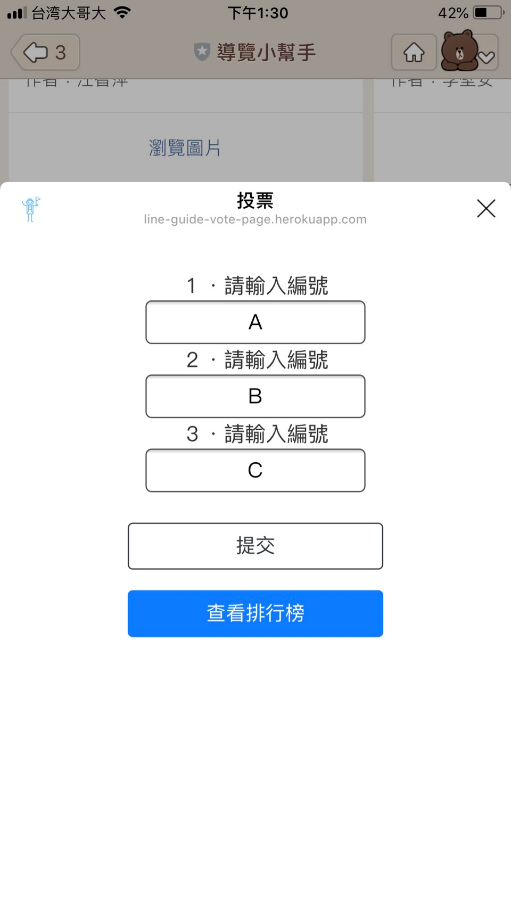 台湾大哥大 下午1:30 42%
3 導覽小幫手
瀏覽圖片
投票
line-guide-vote-page.herokuapp.com
1 .請輸入編號
A
2 .請輸入編號
B
3 .請輸入編號
C
提交
查看排行榜